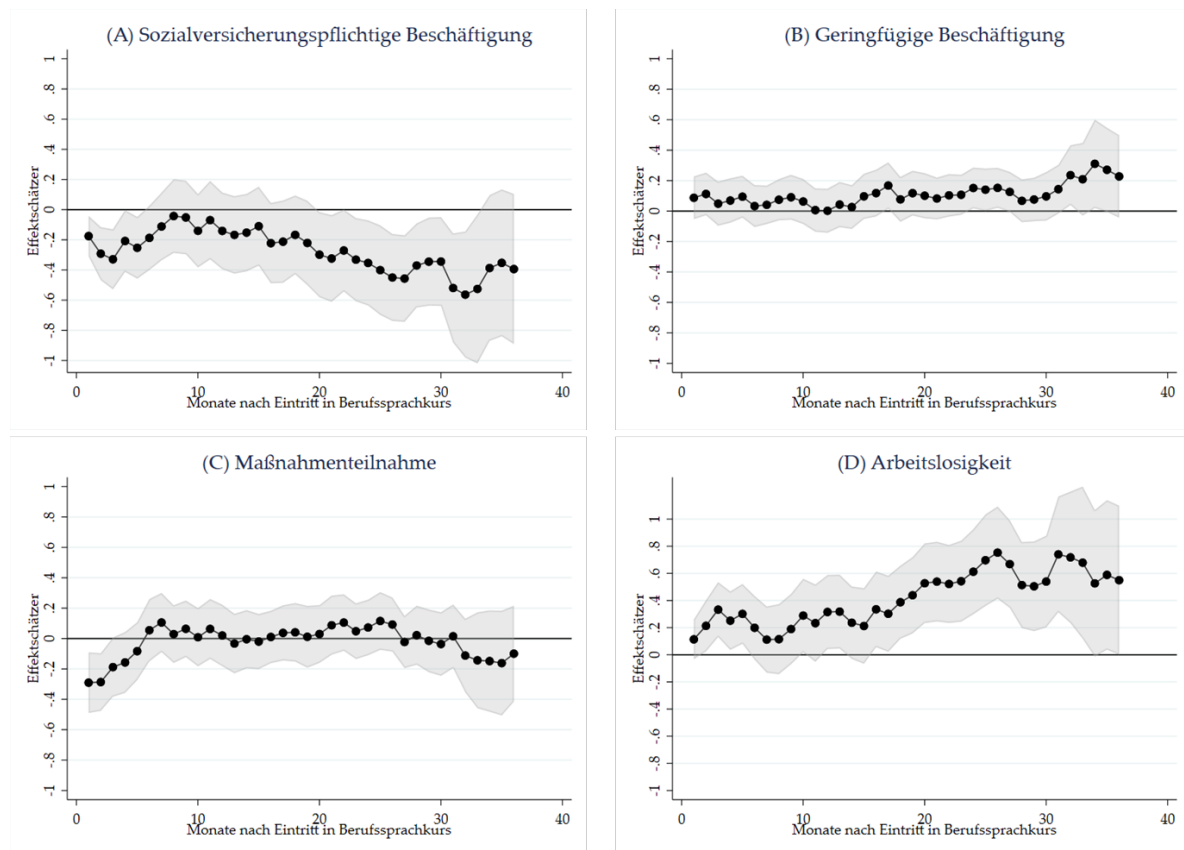 (A) Sozialversicherungspflichtige Beschäftigung
Effektschätzer
1
.8
.6
.4
.2
0
-.2
-.4
-.6
-.8
-1
0 10 20 30 40
Monate nach Eintritt in Berufssprachkurs
(B) Geringfügige Beschäftigung
Effektschätzer
1
.8
.6
.4
.2
0
-.2
-.4
-.6
-.8
-1
0 10 20 30 40
Monate nach Eintritt in Berufssprachkurs
(C) Maßnahmenteilnahme
Effektschätzer
1
.8
.6
.4
.2
0
-.2
-.4
-.6
-.8
-1
0 10 20 30 40
Monate nach Eintritt in Berufssprachkurs
(D) Arbeitslosigkeit
Effektschätzer
1
.8
.6
.4
.2
0
-.2
-.4
-.6
-.8
-1
0 10 20 30 40
Monate nach Eintritt in Berufssprachkurs